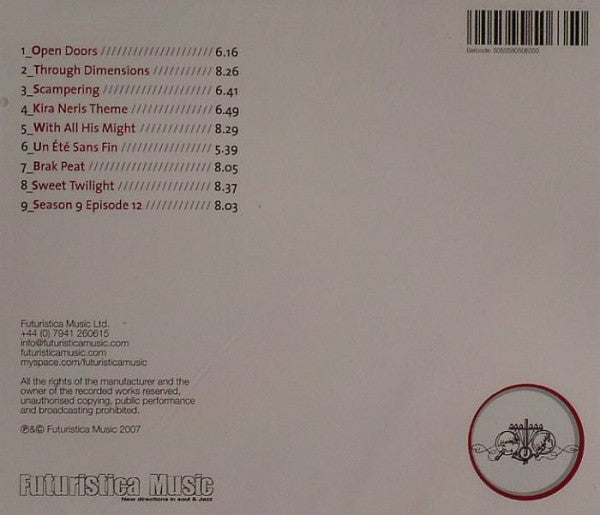 Barcode: 5050580508350
1_Open Doors ///////////////////// 6.16
2_Through Dimensions //////////// 8.26
3_Scampering ///////////////////// 6.41
4_Kira Neris Theme //////////////// 6.49
5_With All His Might /////////////// 8.29
6_Un Été Sans Fin ////////////////// 5.39
7_Brak Peat //////////////////////// 8.05
8_Sweet Twilight /////////////////// 8.37
9_Season 9 Episode 12 //////////// 8.03
Futuristica Music Ltd.
+44 (0) 7941 260615
info@futuristicamusic.com
futuristicamusic.com
myspace.com/futuristicamusic
All the rights of the manufacturer and the
owner of the recorded works reserved,
unauthorised copying, public performance
and broadcasting prohibited.
℗&© Futuristica Music 2007
Futuristica Music
New directions in soul & Jazz